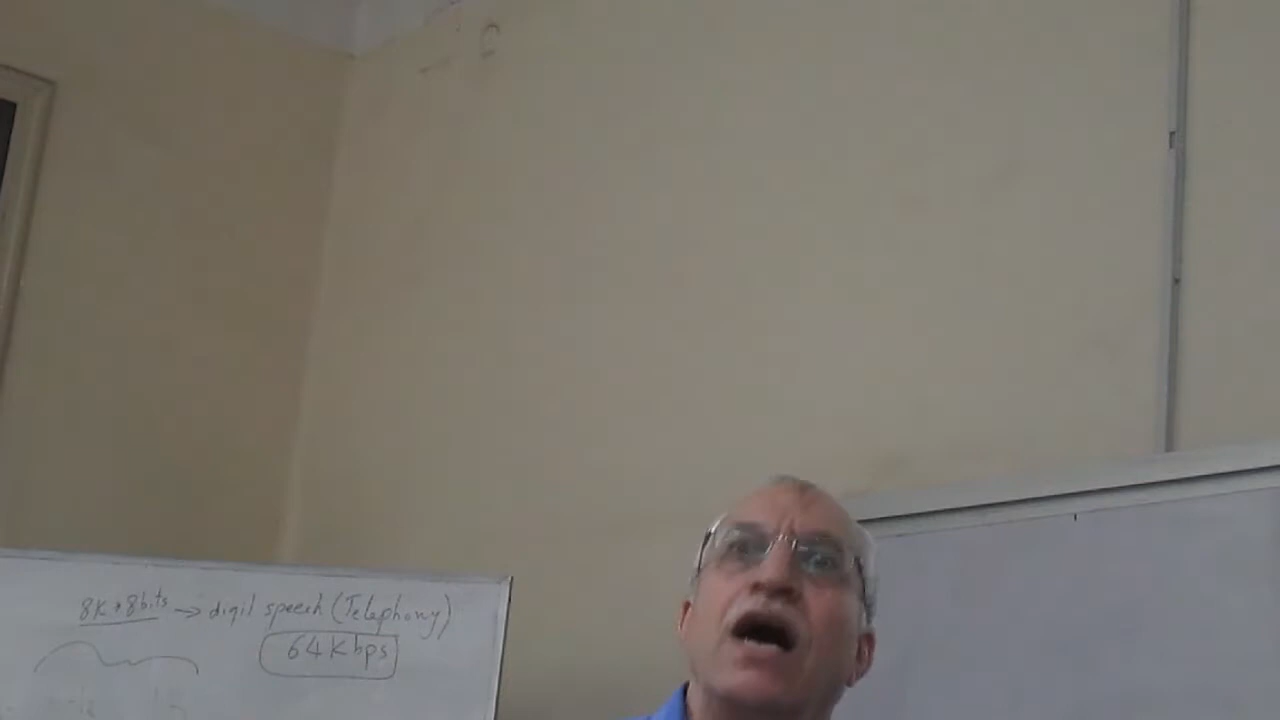 8K * 8bits → digil speech (Telephony)
64Kbps